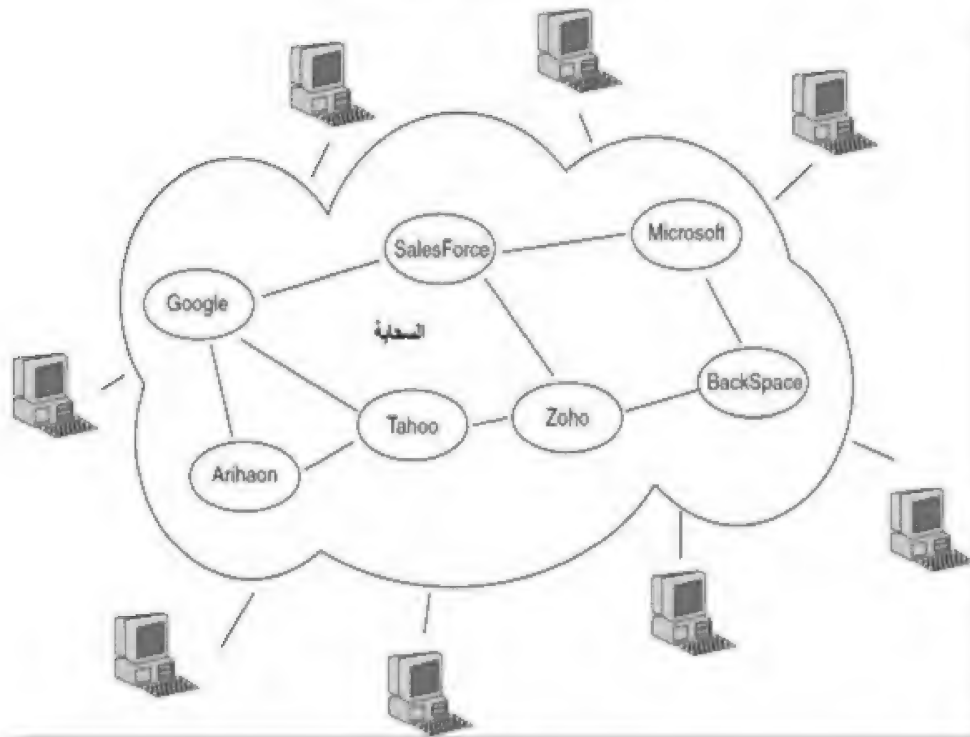 SalesForce
Microsoft
Google
السحابة
BackSpace
Tahoo
Zoho
Arihaon